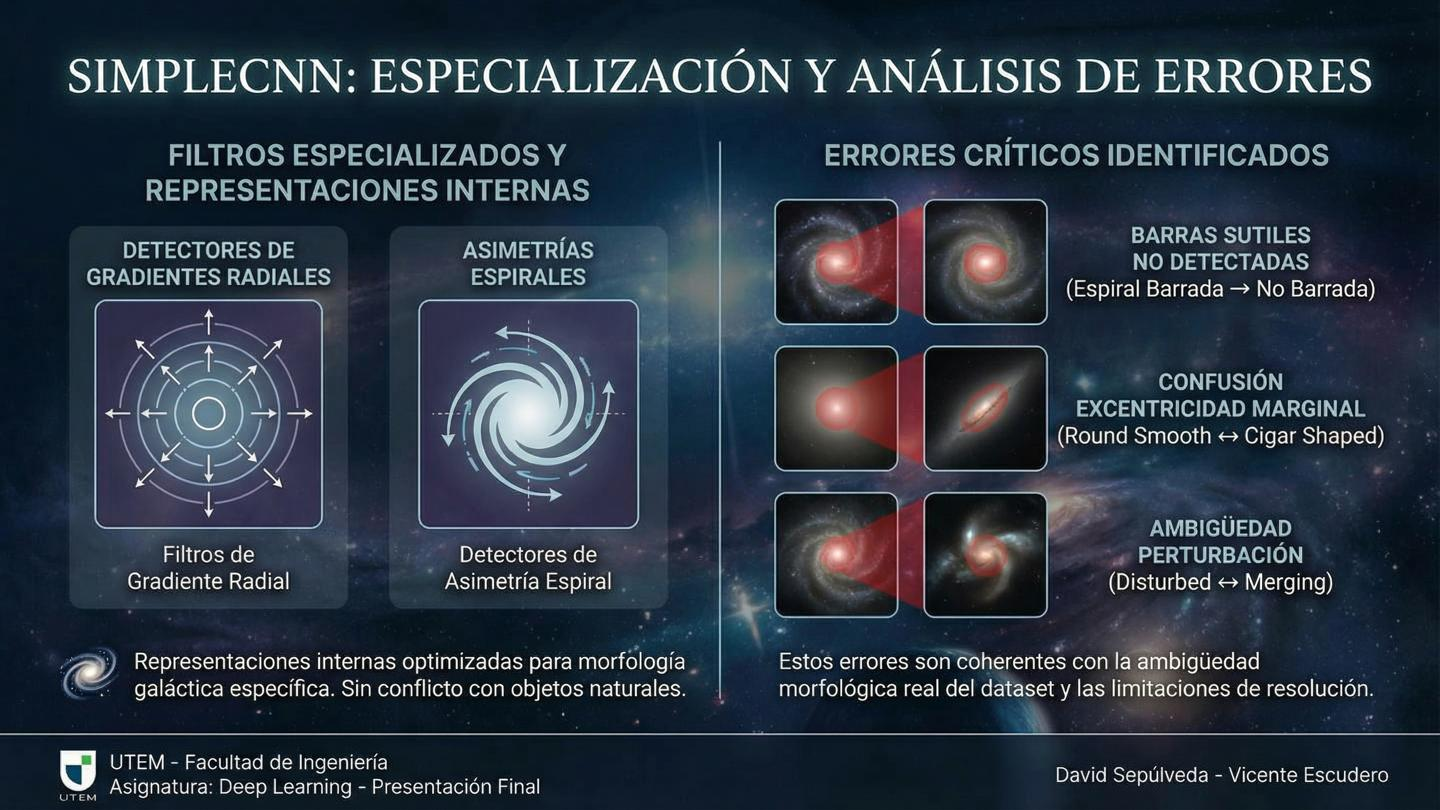 SIMPLECNN: ESPECIALIZACIÓN Y ANÁLISIS DE ERRORES
FILTROS ESPECIALIZADOS Y
REPRESENTACIONES INTERNAS
DETECTORES DE
GRADIENTES RADIALES
Filtros de
Gradiente Radial
ASIMETRÍAS
ESPIRALES
Detectores de
Asimetría Espiral
Representaciones internas optimizadas para morfología
galáctica específica. Sin conflicto con objetos naturales.
ERRORES CRÍTICOS IDENTIFICADOS
BARRAS SUTILES
NO DETECTADAS
(Espiral Barrada → No Barrada)
CONFUSIÓN
EXCENTRICIDAD MARGINAL
(Round Smooth ↔ Cigar Shaped)
AMBIGÜEDAD
PERTURBACIÓN
(Disturbed ↔ Merging)
Estos errores son coherentes con la ambigüedad
morfológica real del dataset y las limitaciones de resolución.
UTEM
UTEM - Facultad de Ingeniería
Asignatura: Deep Learning - Presentación Final
David Sepúlveda - Vicente Escudero